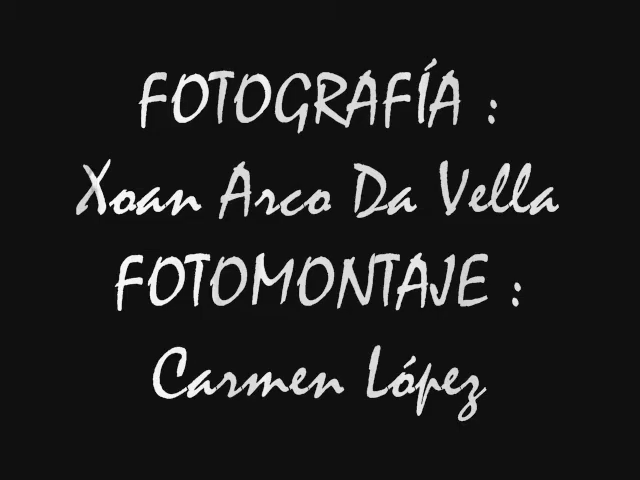 FOTOGRAFÍA :
Xoan Arco Da Vella
FOTOMONTAJE :
Carmen López